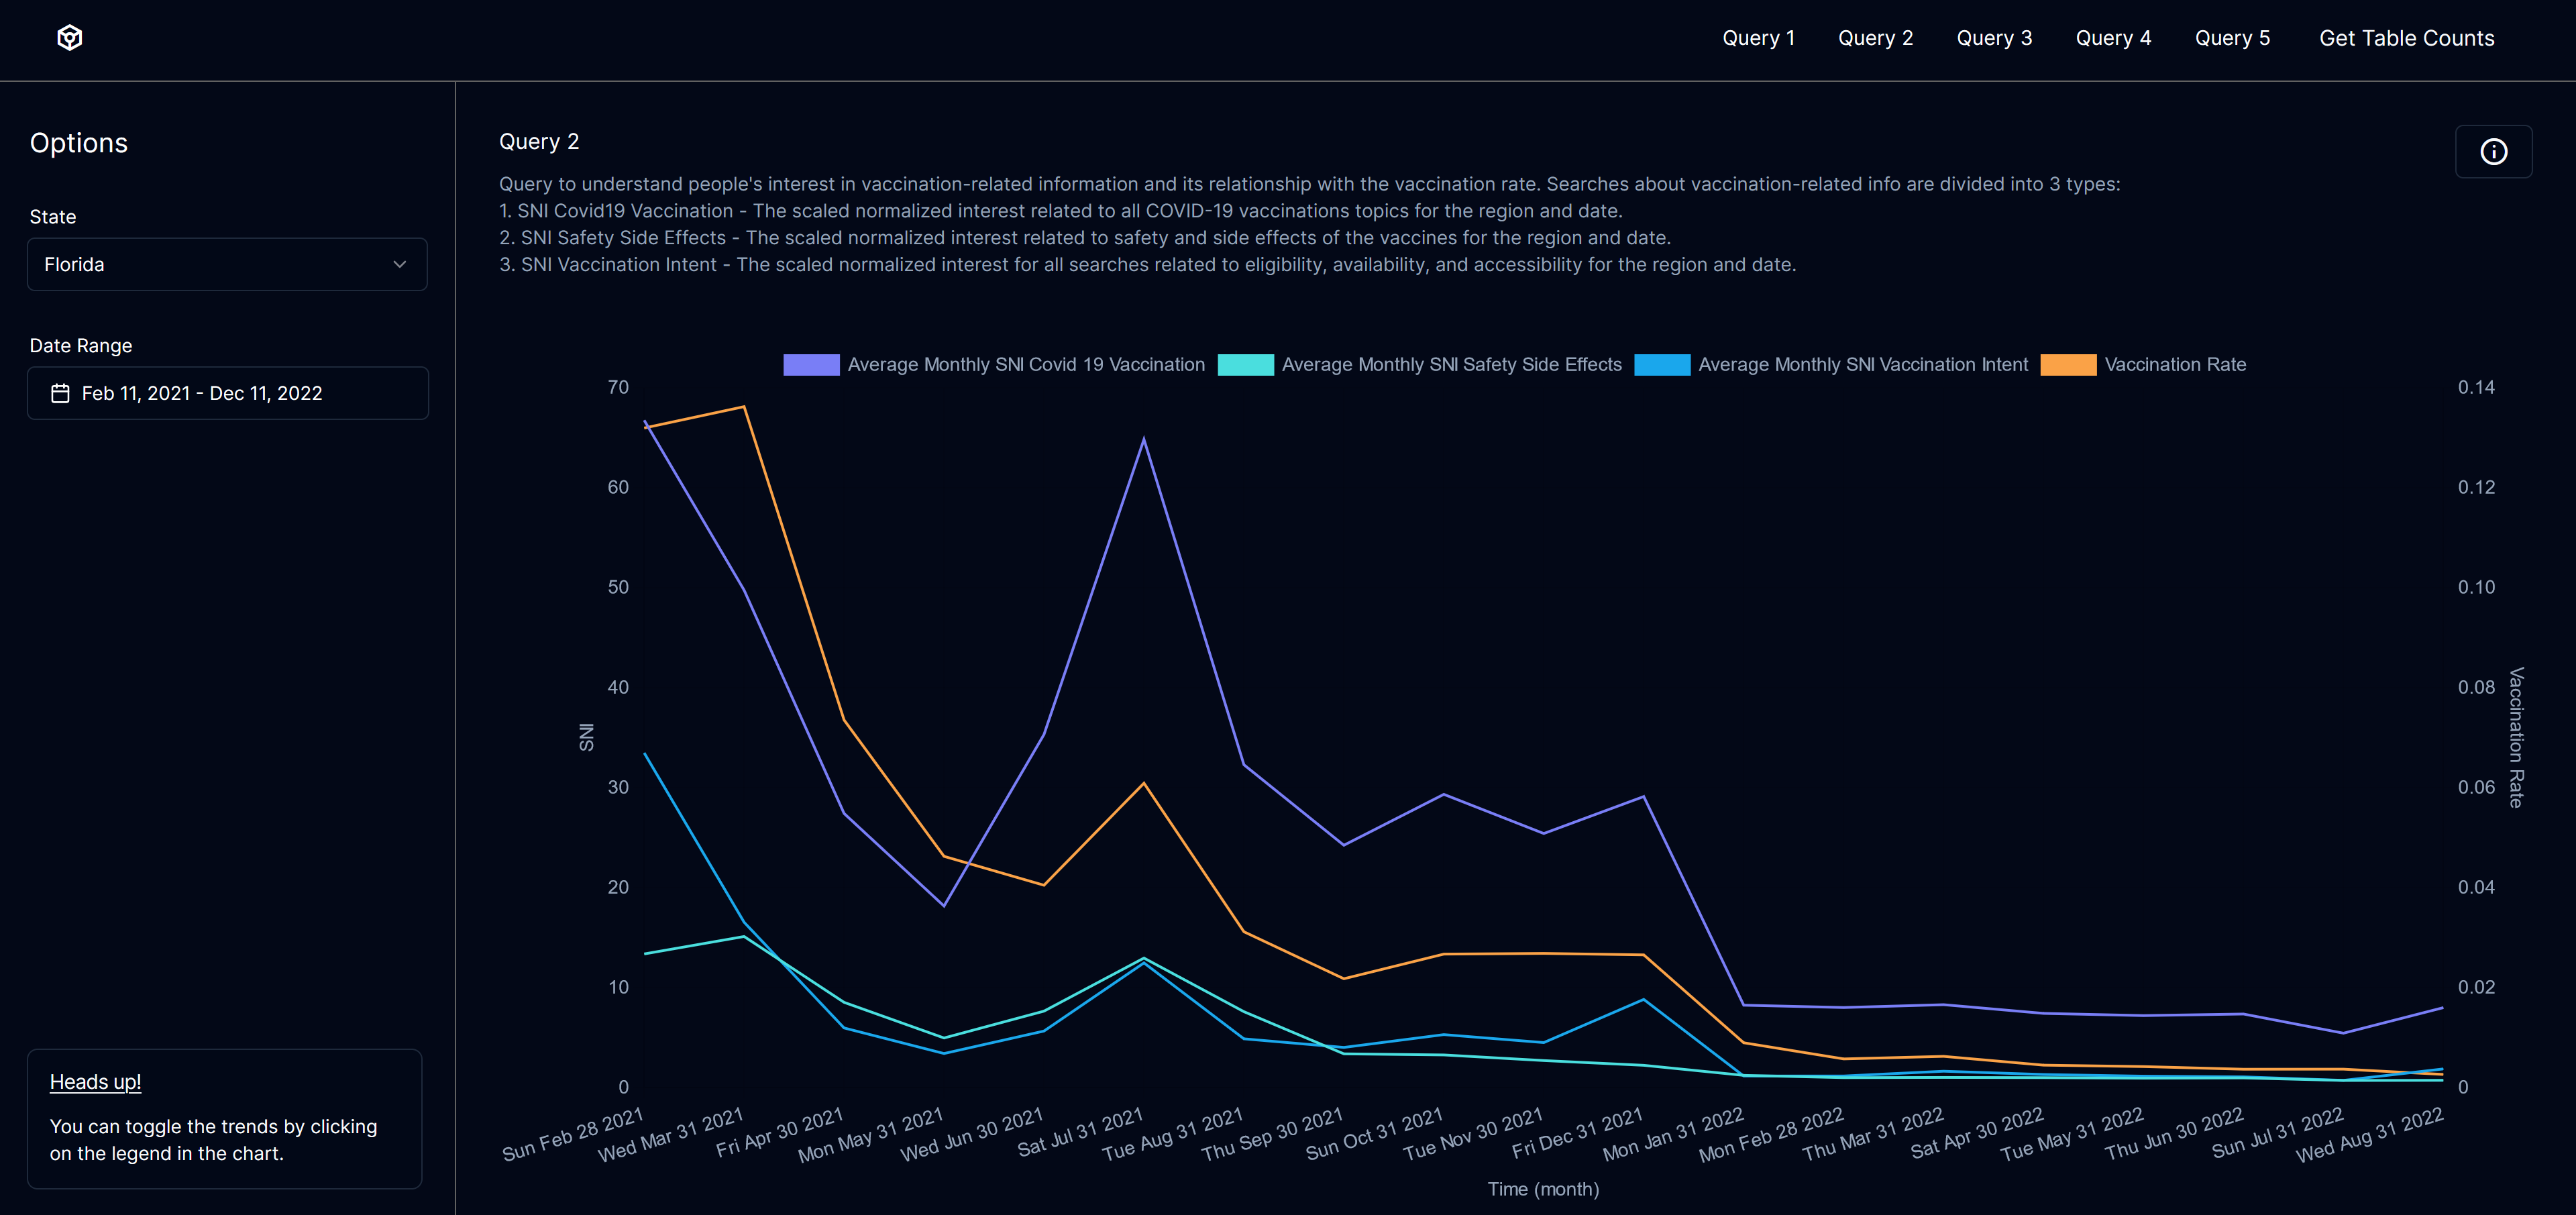 Query 1
Query 2
Query 3
Query 4
Query 5
Get Table Counts
Options
State
Florida
Date Range
Feb 11, 2021 - Dec 11, 2022
Heads up!
You can toggle the trends by clicking
on the legend in the chart.
Query 2
Query to understand people's interest in vaccination-related information and its relationship with the vaccination rate. Searches about vaccination-related info are divided into 3 types:
1. SNI Covid19 Vaccination - The scaled normalized interest related to all COVID-19 vaccinations topics for the region and date.
2. SNI Safety Side Effects - The scaled normalized interest related to safety and side effects of the vaccines for the region and date.
3. SNI Vaccination Intent - The scaled normalized interest for all searches related to eligibility, availability, and accessibility for the region and date.
Average Monthly SNI Covid 19 Vaccination
Average Monthly SNI Safety Side Effects
Average Monthly SNI Vaccination Intent
Vaccination Rate
70
60
50
40
30
20
10
0
SNI
0.14
0.12
0.10
0.08
0.06
0.04
0.02
0
Vaccination Rate
Sun Feb 28 2021
Wed Mar 31 2021
Fri Apr 30 2021
Mon May 31 2021
Wed Jun 30 2021
Sat Jul 31 2021
Tue Aug 31 2021
Thu Sep 30 2021
Sun Oct 31 2021
Tue Nov 30 2021
Fri Dec 31 2021
Mon Jan 31 2022
Mon Feb 28 2022
Thu Mar 31 2022
Sat Apr 30 2022
Tue May 31 2022
Thu Jun 30 2022
Sun Jul 31 2022
Wed Aug 31 2022
Time (month)